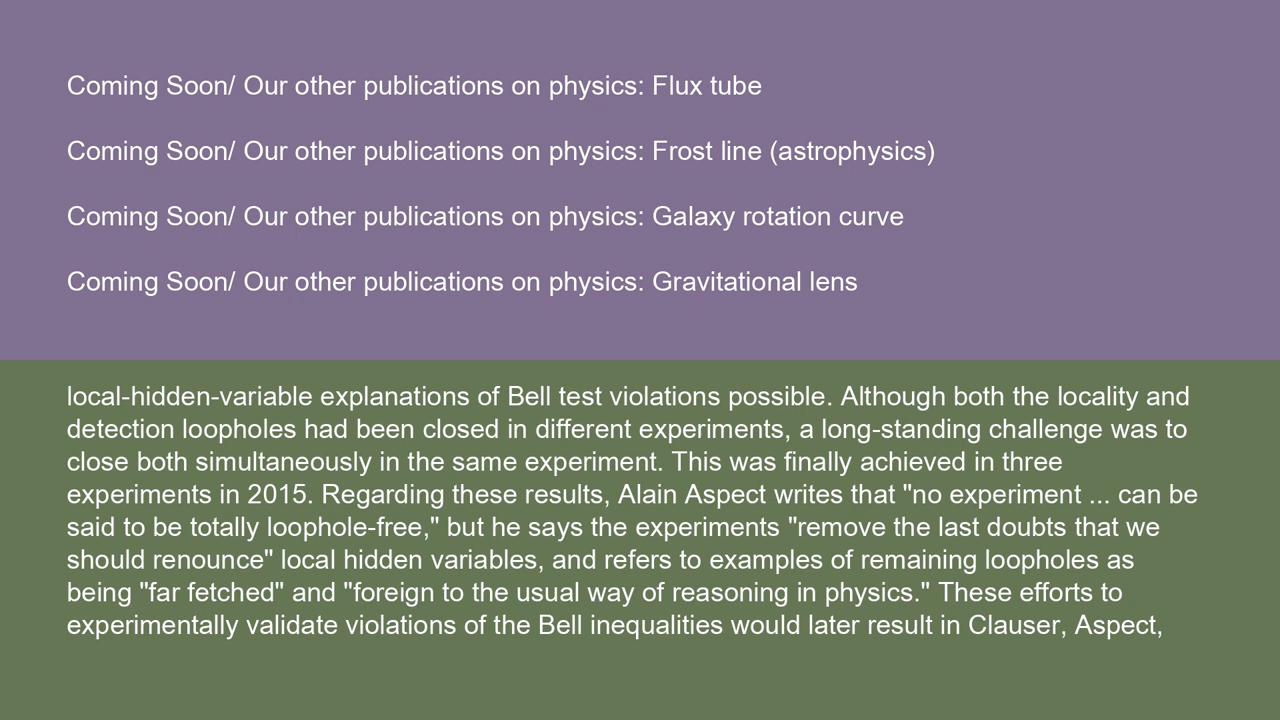 Coming Soon/ Our other publications on physics: Flux tube
Coming Soon/ Our other publications on physics: Frost line (astrophysics)
Coming Soon/ Our other publications on physics: Galaxy rotation curve
Coming Soon/ Our other publications on physics: Gravitational lens
local-hidden-variable explanations of Bell test violations possible. Although both the locality and
detection loopholes had been closed in different experiments, a long-standing challenge was to
close both simultaneously in the same experiment. This was finally achieved in three
experiments in 2015. Regarding these results, Alain Aspect writes that "no experiment ... can be
said to be totally loophole-free," but he says the experiments "remove the last doubts that we
should renounce" local hidden variables, and refers to examples of remaining loopholes as
being "far fetched" and "foreign to the usual way of reasoning in physics." These efforts to
experimentally validate violations of the Bell inequalities would later result in Clauser, Aspect,